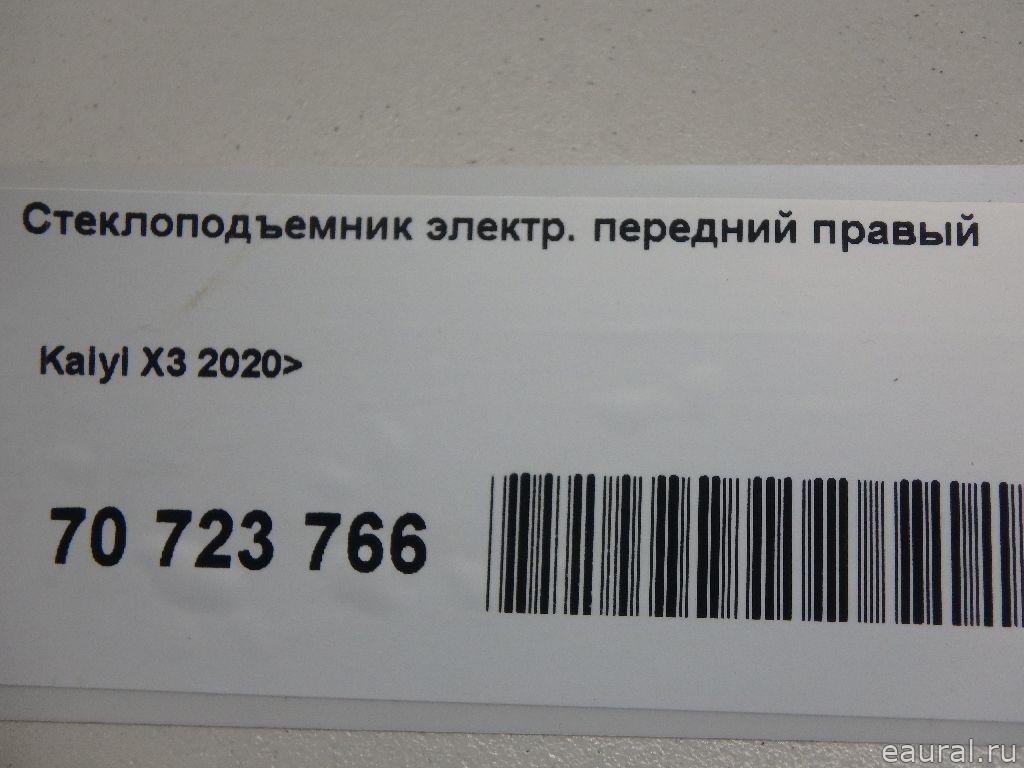 Стеклоподъемник электр. передний правый
Kaiyi X3 2020>
70 723 766
eaural.ru